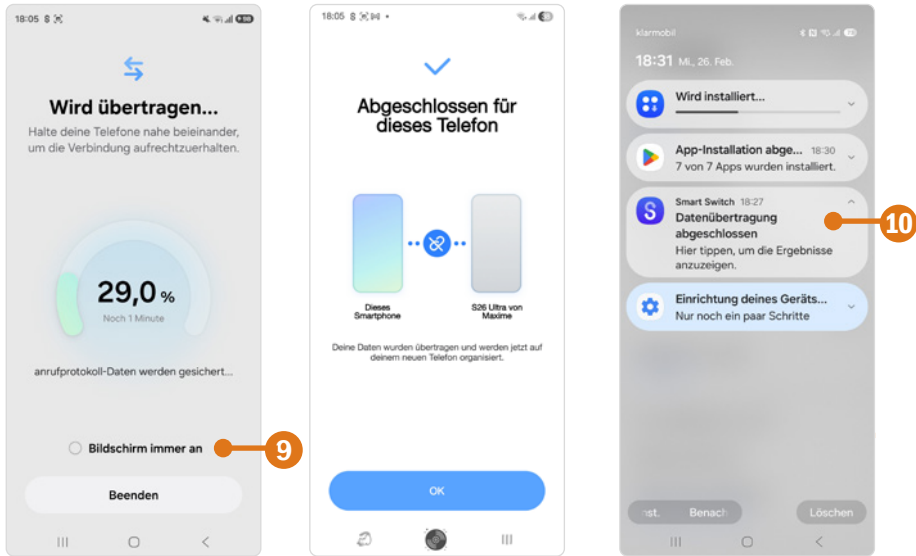 18:05
Wird übertragen...
Halte deine Telefone nahe beieinander,
um die Verbindung aufrechtzuerhalten.
29,0 %
Noch 1 Minute
anrufprotokoll-Daten werden gesichert...
Bildschirm immer an
9
Beenden
18:05
Abgeschlossen für
dieses Telefon
Dieses
Smartphone
S26 Ultra von
Maxime
Deine Daten wurden übertragen und werden jetzt auf
deinem neuen Telefon organisiert.
OK
klarmobil
18:31 Mi., 26. Feb.
Wird installiert...
App-Installation abge... 18:30
7 von 7 Apps wurden installiert.
Smart Switch 18:27
Datenübertragung
abgeschlossen
Hier tippen, um die Ergebnisse
anzuzeigen.
10
Einrichtung deines Geräts...
Nur noch ein paar Schritte
nst. Benach
Löschen